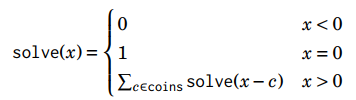 0 x < 0
solve(x) = 1 x = 0
∑c∈coins solve(x − c) x > 0